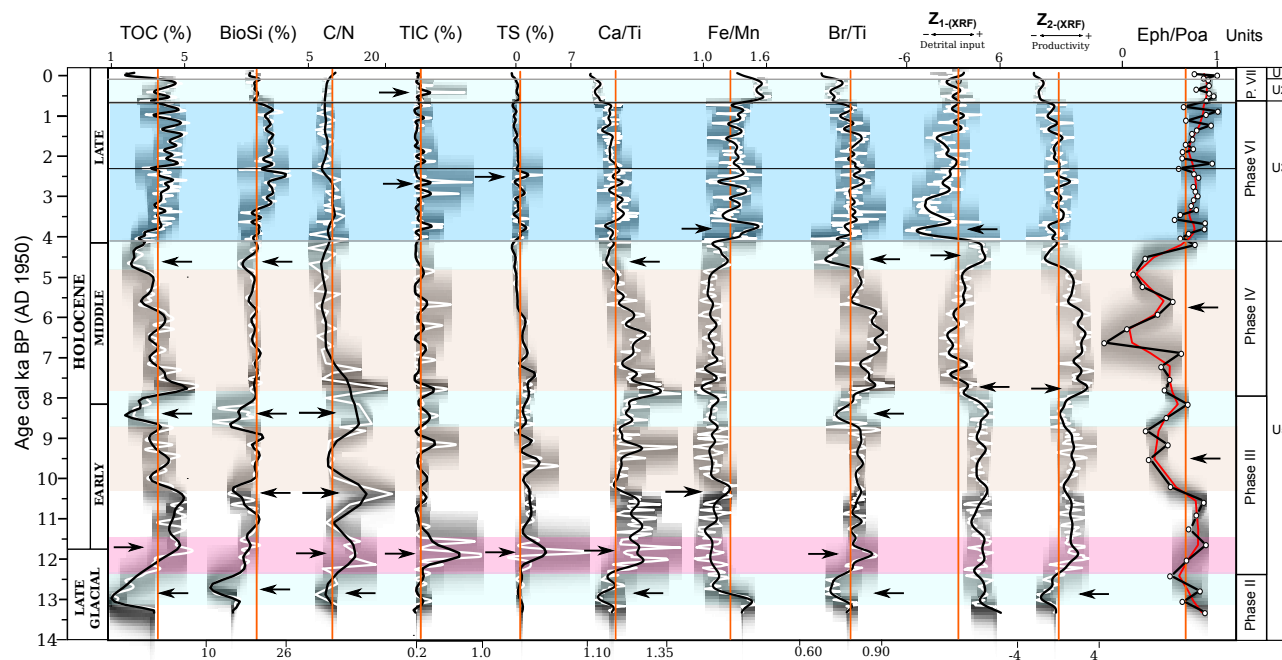 TOC (%) BioSi (%) C/N TIC (%) TS (%) Ca/Ti Fe/Mn Br/Ti Z1-(XRF) Z2-(XRF) Eph/Poa Units
− + − +
Detrital input Productivity
1 5 5 20 0 7 1.0 1.6 -6 6 0 1
0
1
2
3
4
5
6
7
8
9
10
11
12
13
14
Age cal ka BP (AD 1950)
HOLOCENE
LATE
MIDDLE
EARLY
LATE
GLACIAL
P. VII
Phase VI
Phase IV
Phase III
Phase II
10 26 0.2 1.0 1.10 1.35 0.60 0.90 -4 4